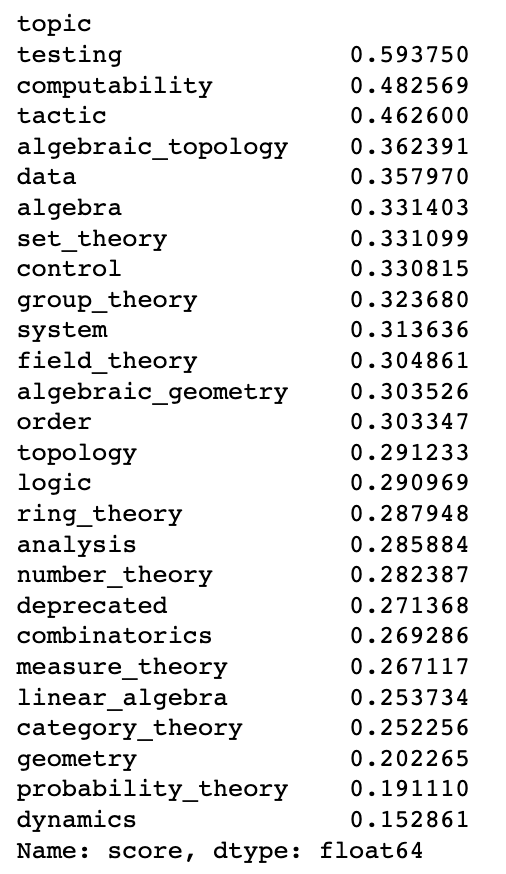 topic
testing 0.593750
computability 0.482569
tactic 0.462600
algebraic_topology 0.362391
data 0.357970
algebra 0.331403
set_theory 0.331099
control 0.330815
group_theory 0.323680
system 0.313636
field_theory 0.304861
algebraic_geometry 0.303526
order 0.303347
topology 0.291233
logic 0.290969
ring_theory 0.287948
analysis 0.285884
number_theory 0.282387
deprecated 0.271368
combinatorics 0.269286
measure_theory 0.267117
linear_algebra 0.253734
category_theory 0.252256
geometry 0.202265
probability_theory 0.191110
dynamics 0.152861
Name: score, dtype: float64